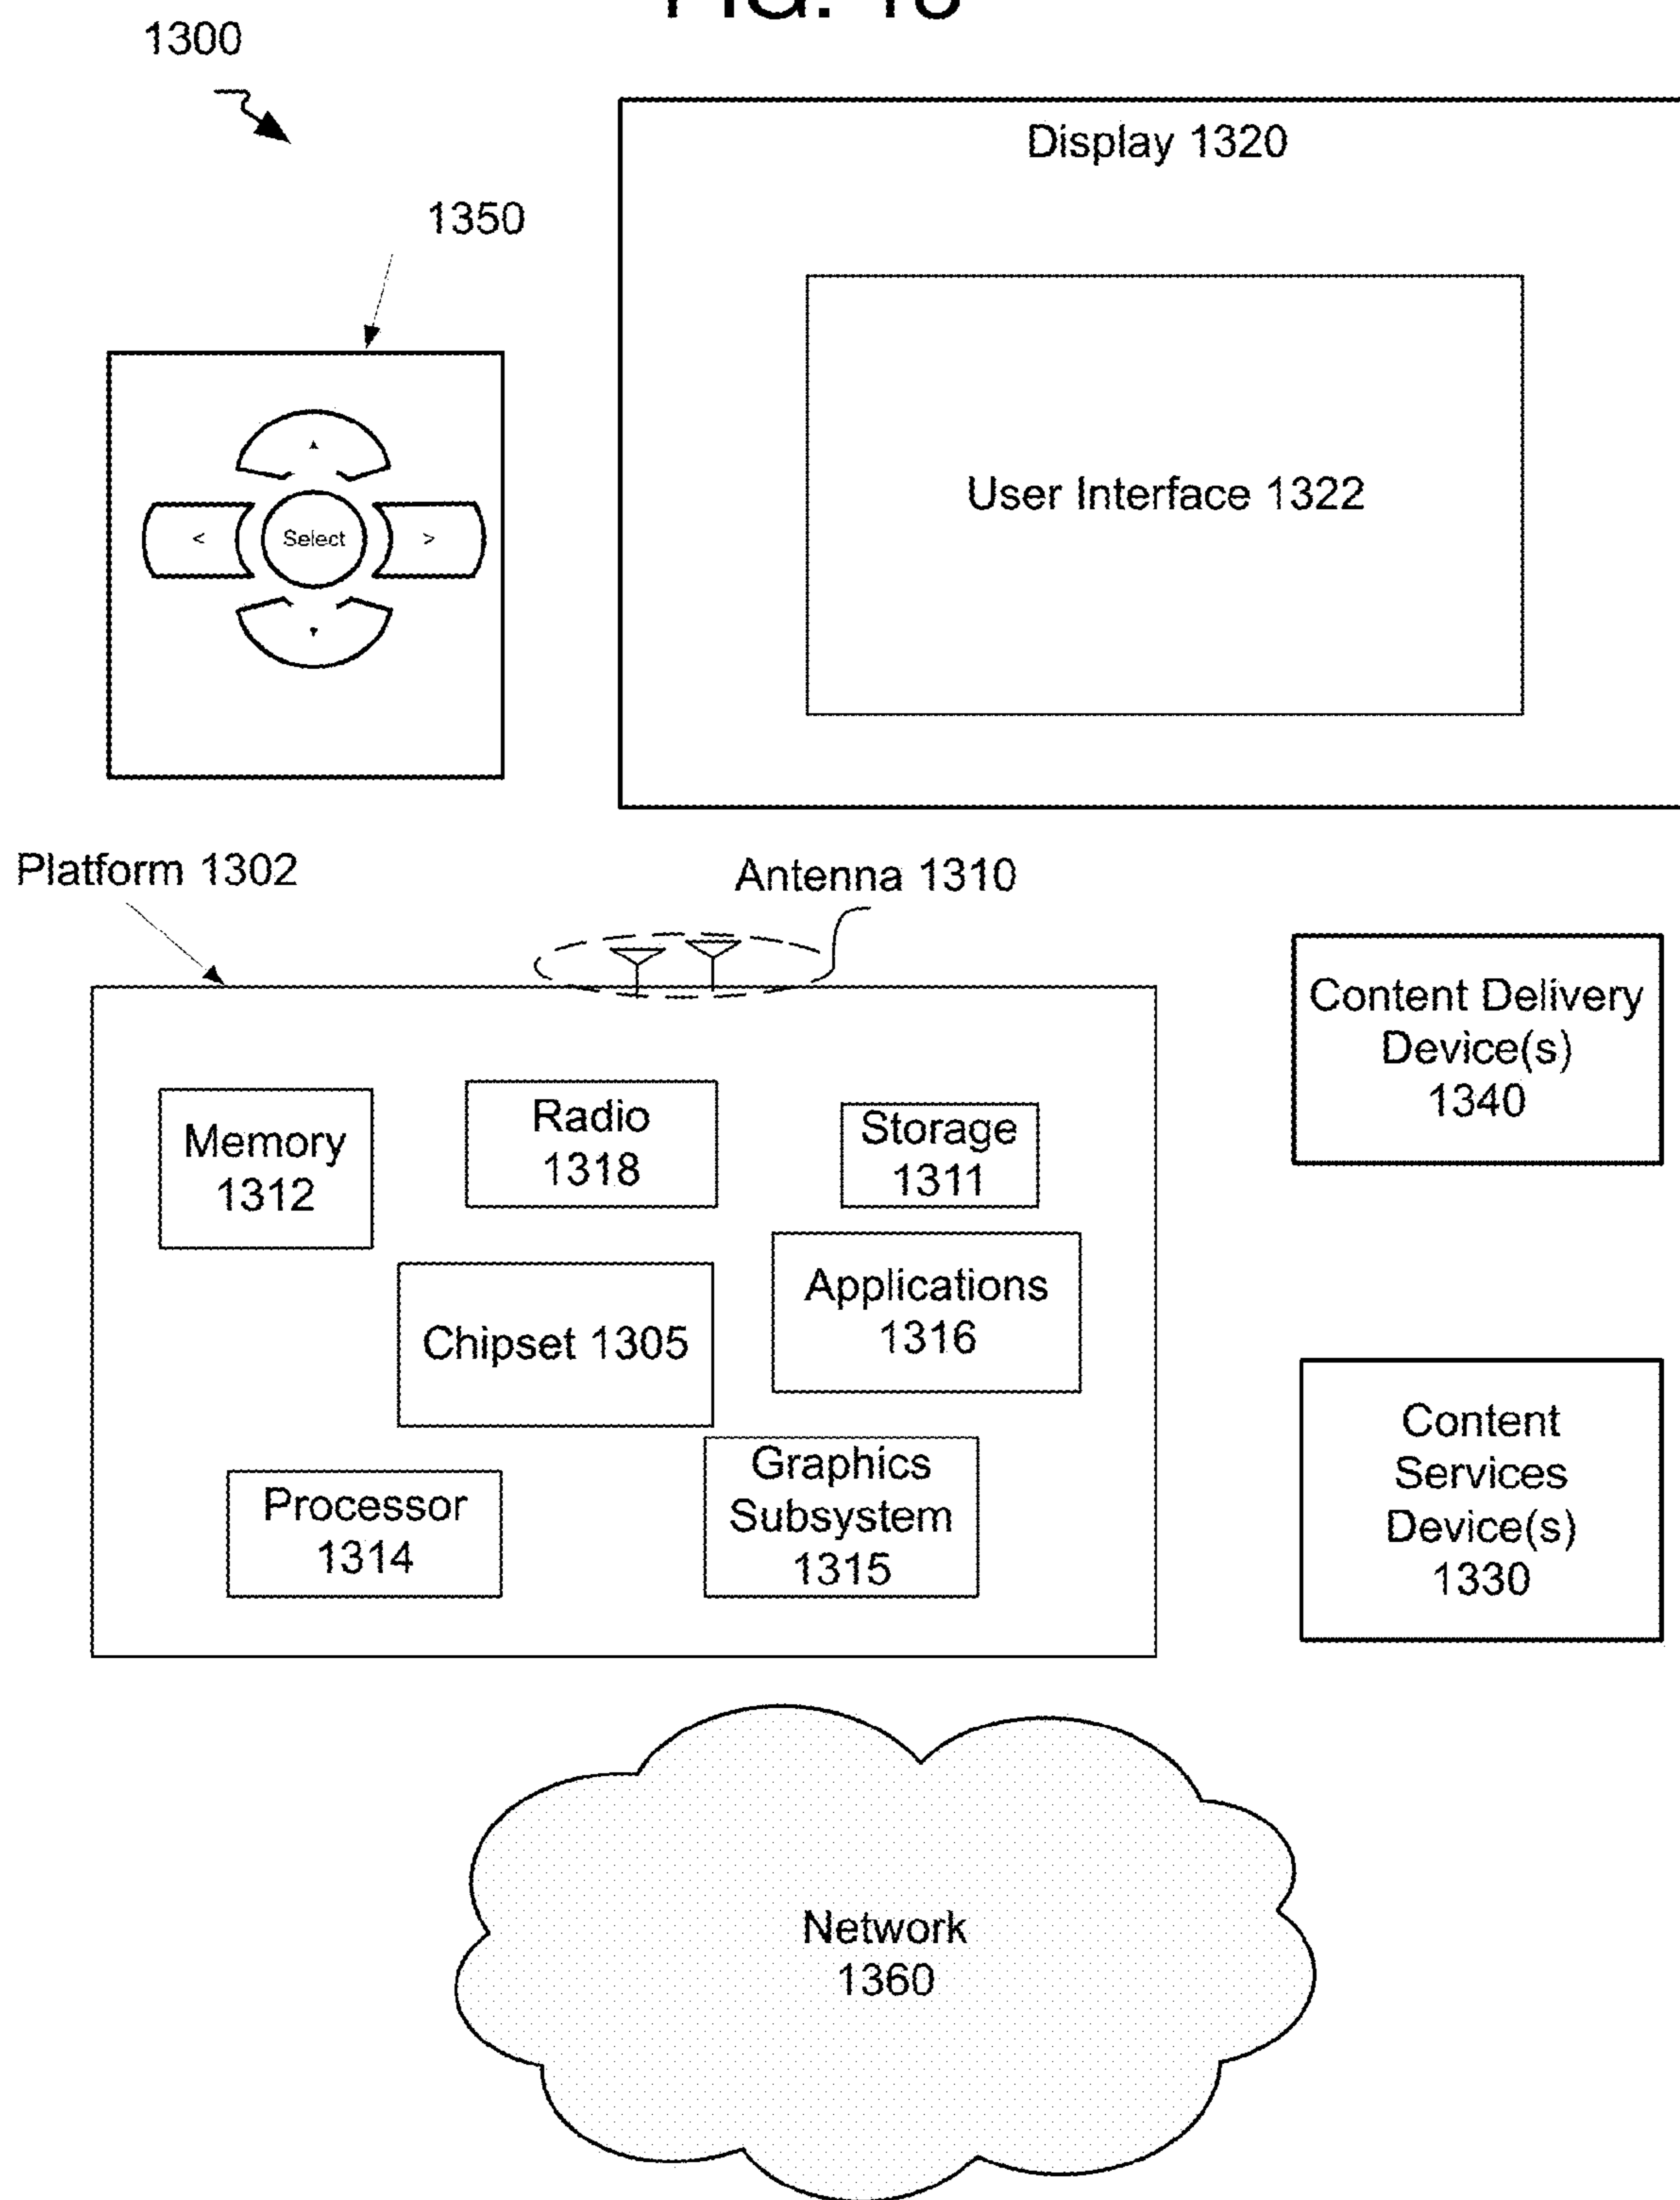 1300
Display 1320
1350
User Interface 1322
<
Select
>
Platform 1302
Antenna 1310
Content Delivery
Device(s)
1340
Memory
1312
Radio
1318
Storage
1311
Chipset 1305
Applications
1316
Content
Services
Device(s)
1330
Processor
1314
Graphics
Subsystem
1315
Network
1360